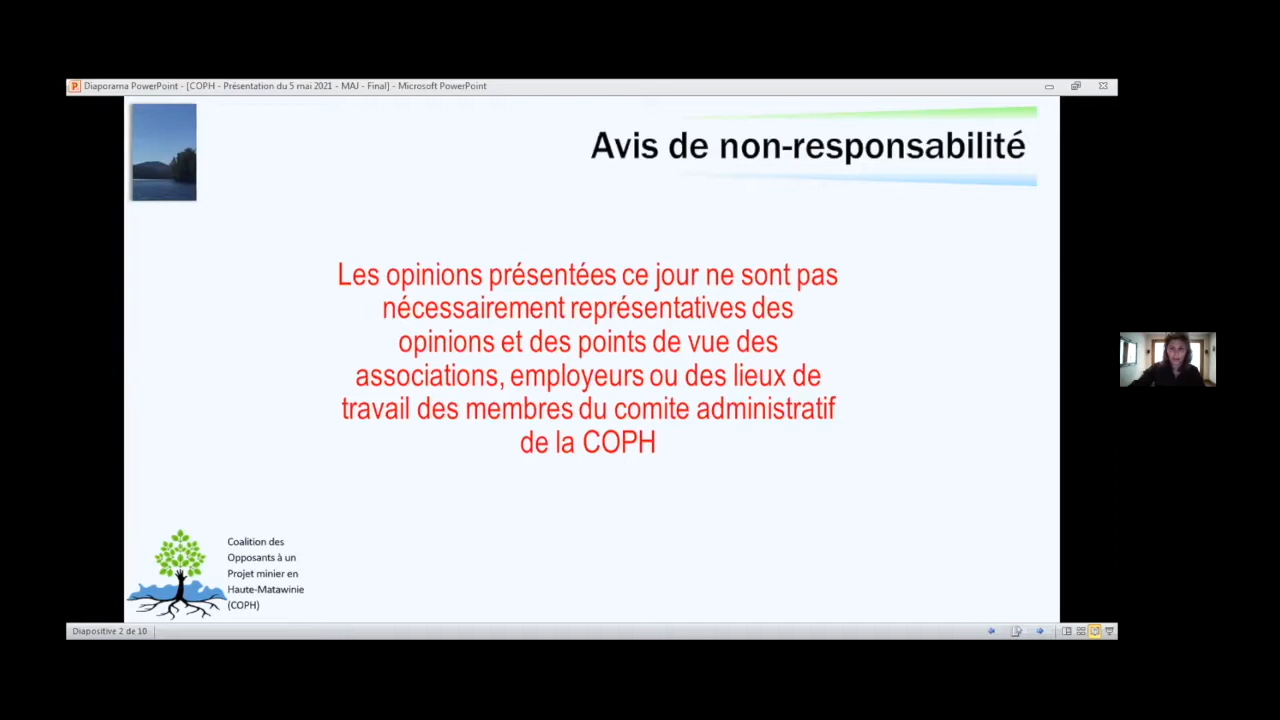 Diaporama PowerPoint - [COPH - Présentation du 5 mai 2021 - MAJ - Final] - Microsoft PowerPoint
Avis de non-responsabilité
Les opinions présentées ce jour ne sont pas
nécessairement représentatives des
opinions et des points de vue des
associations, employeurs ou des lieux de
travail des membres du comite administratif
de la COPH
Coalition des
Opposants à un
Projet minier en
Haute-Matawinie
(COPH)
Diapositive 2 de 10